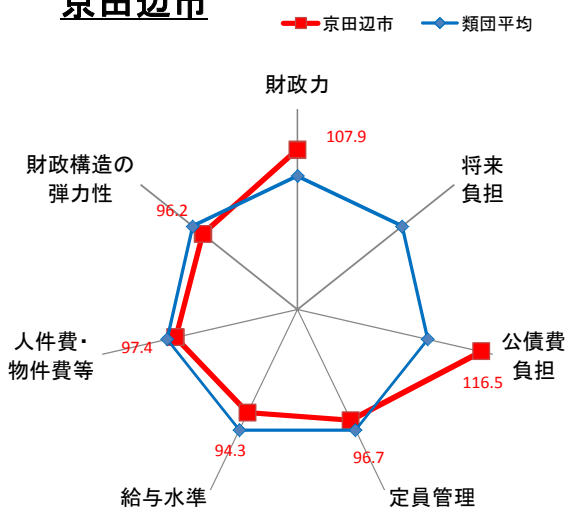 京田辺市
京田辺市
類団平均
財政力
107.9
将来
負担
財政構造の
弾力性
96.2
人件費・
物件費等
97.4
公債費
負担
116.5
94.3
96.7
給与水準
定員管理